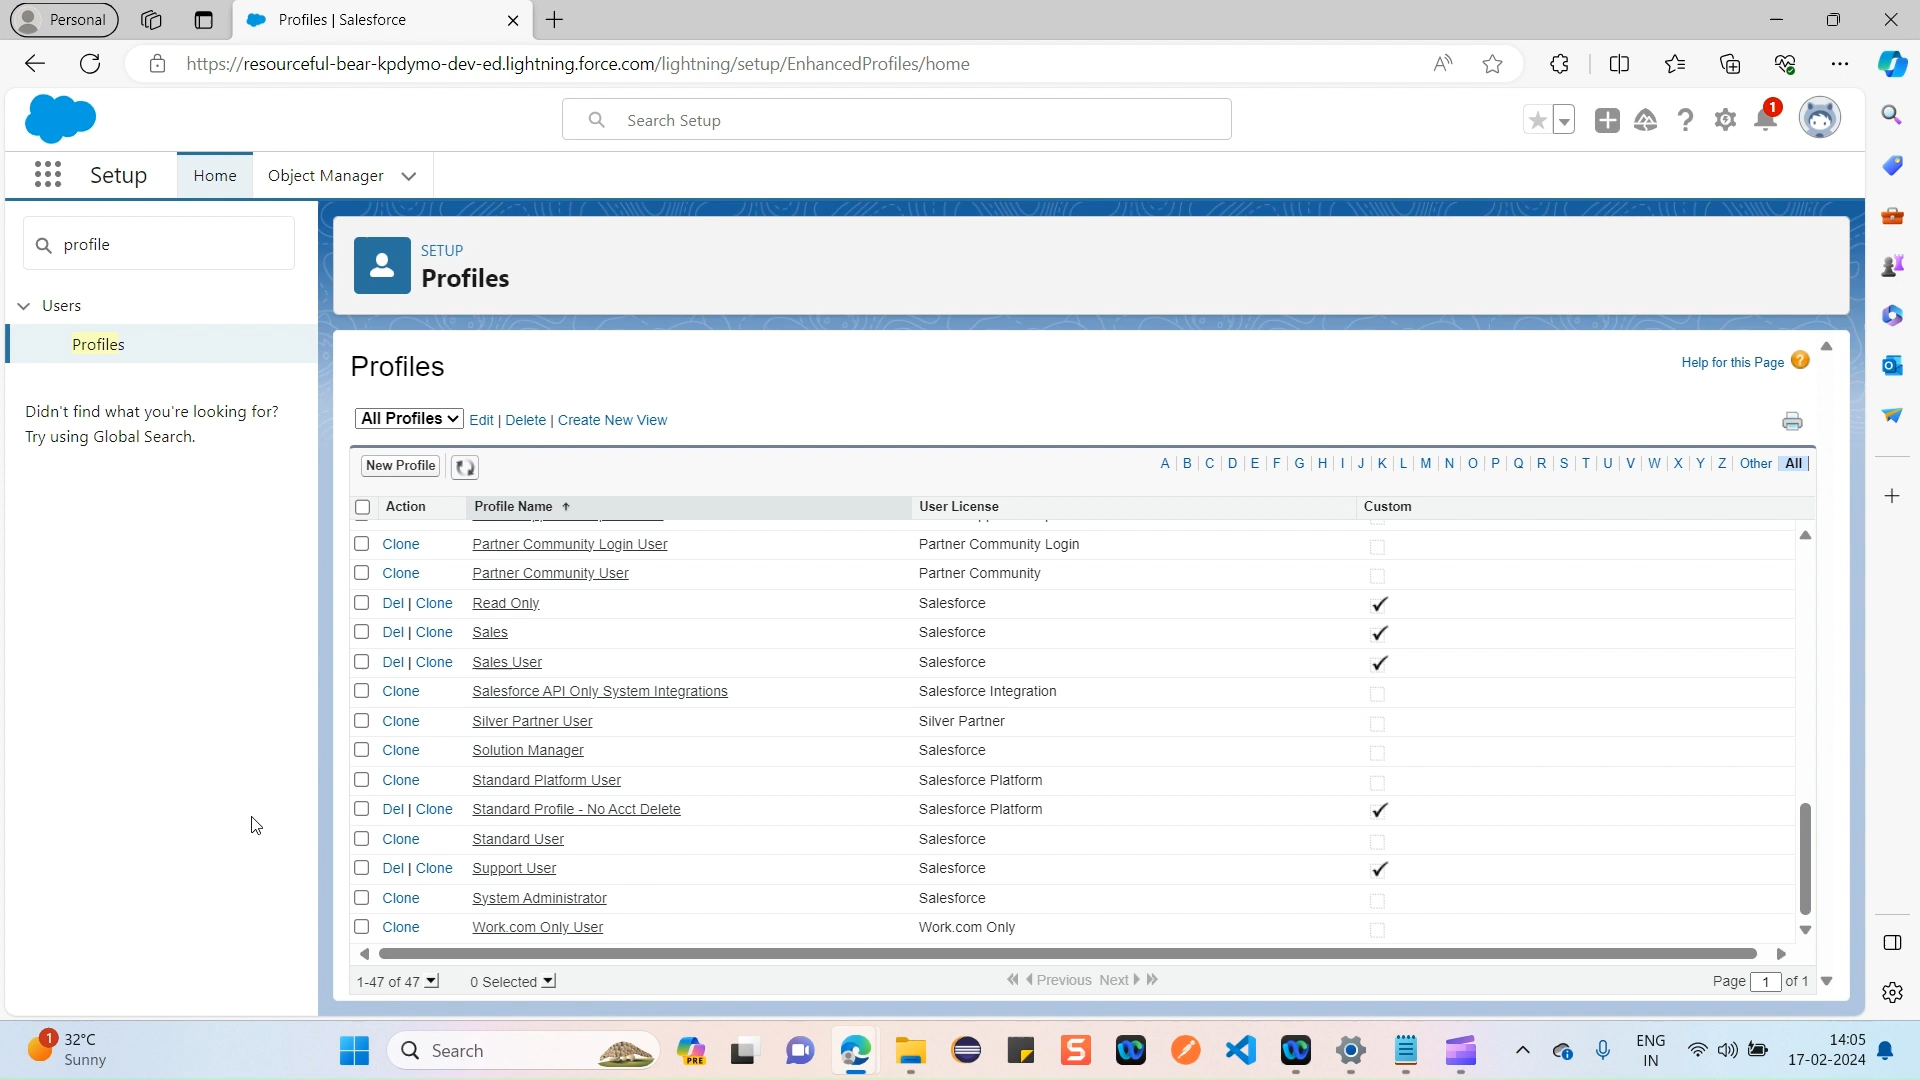 Personal
Profiles | Salesforce
https://resourceful-bear-kpdymo-dev-ed.lightning.force.com/lightning/setup/EnhancedProfiles/home
Search Setup
1
Setup
Home
Object Manager
profile
Users
Profiles
Didn't find what you're looking for?
Try using Global Search.
SETUP
Profiles
Profiles
Help for this Page ?
All Profiles Edit | Delete | Create New View
New Profile
A | B | C | D | E | F | G | H | I | J | K | L | M | N | O | P | Q | R | S | T | U | V | W | X | Y | Z | Other | All
Action Profile Name User License Custom
Clone Partner Community Login User Partner Community Login
Clone Partner Community User Partner Community
Del | Clone Read Only Salesforce
Del | Clone Sales Salesforce
Del | Clone Sales User Salesforce
Clone Salesforce API Only System Integrations Salesforce Integration
Clone Silver Partner User Silver Partner
Clone Solution Manager Salesforce
Clone Standard Platform User Salesforce Platform
Del | Clone Standard Profile - No Acct Delete Salesforce Platform
Clone Standard User Salesforce
Del | Clone Support User Salesforce
Clone System Administrator Salesforce
Clone Work.com Only User Work.com Only
1-47 of 47 0 Selected Previous Next Page 1 of 1
1 32°C
Sunny
Search
PRE
ENG
IN
14:05
17-02-2024